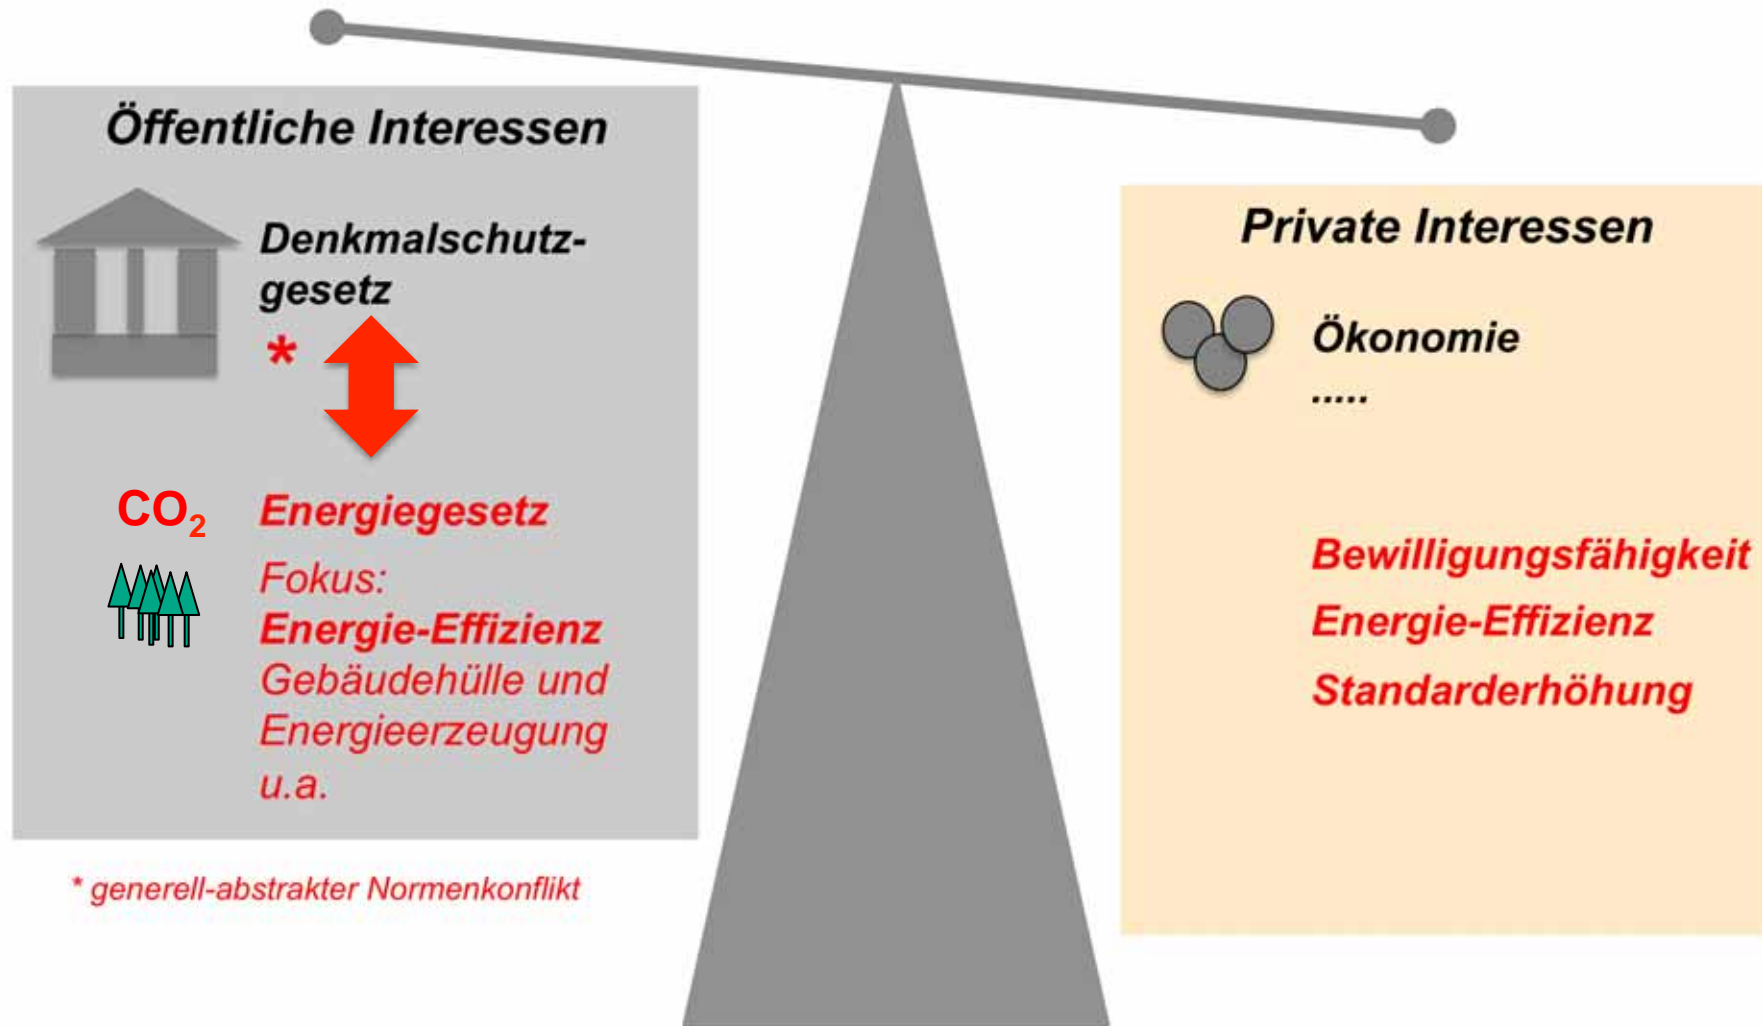 Öffentliche Interessen
Denkmalschutz-
gesetz
*
CO₂ Energiegesetz
Fokus:
Energie-Effizienz
Gebäudehülle und
Energieerzeugung
u.a.
* generell-abstrakter Normenkonflikt
Private Interessen
Ökonomie
.....
Bewilligungsfähigkeit
Energie-Effizienz
Standarderhöhung